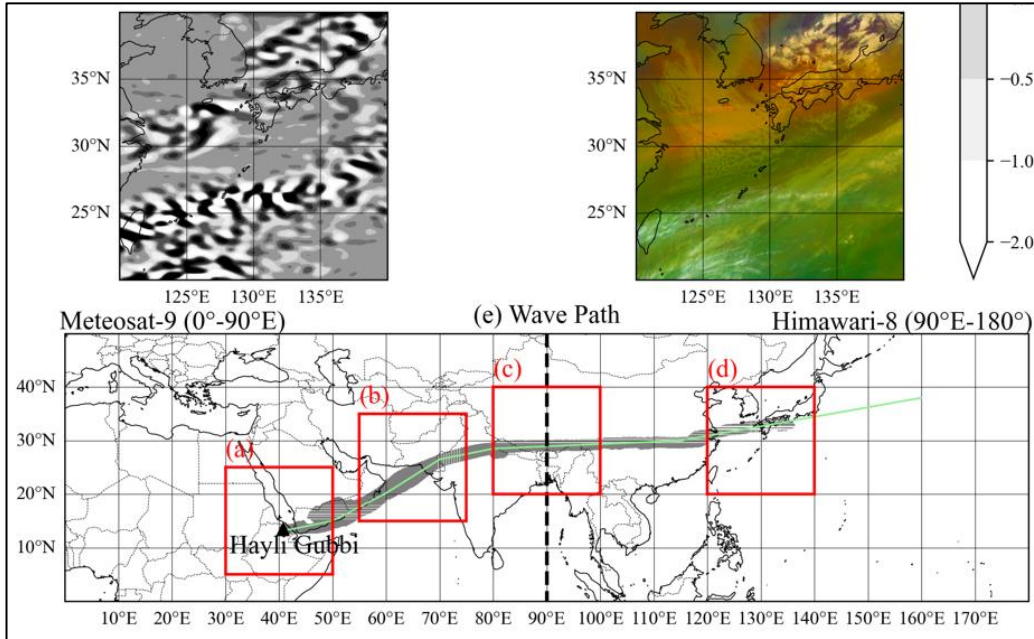 35°N
30°N
25°N
125°E 130°E 135°E
35°N
30°N
25°N
125°E 130°E 135°E
−0.5
−1.0
−2.0
Meteosat-9 (0°-90°E)
(e) Wave Path
Himawari-8 (90°E-180°)
40°N
30°N
20°N
10°N
(a)
(b)
(c)
(d)
Hayli Gubbi
10°E 20°E 30°E 40°E 50°E 60°E 70°E 80°E 90°E 100°E 110°E 120°E 130°E 140°E 150°E 160°E 170°E